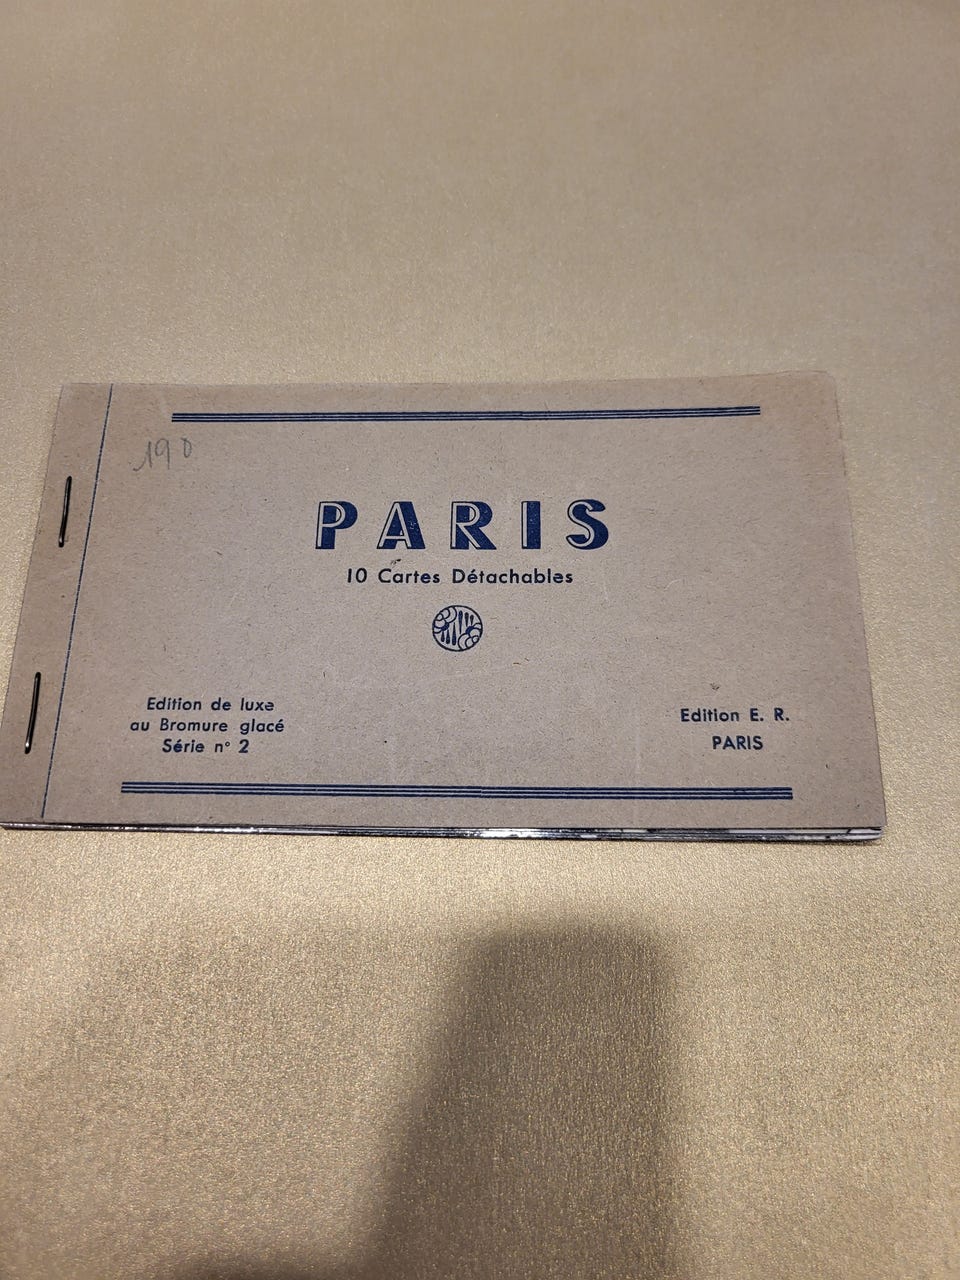 190
PARIS
10 Cartes Détachables
Edition de luxe
au Bromure glacé
Série n° 2
Edition E. R.
PARIS